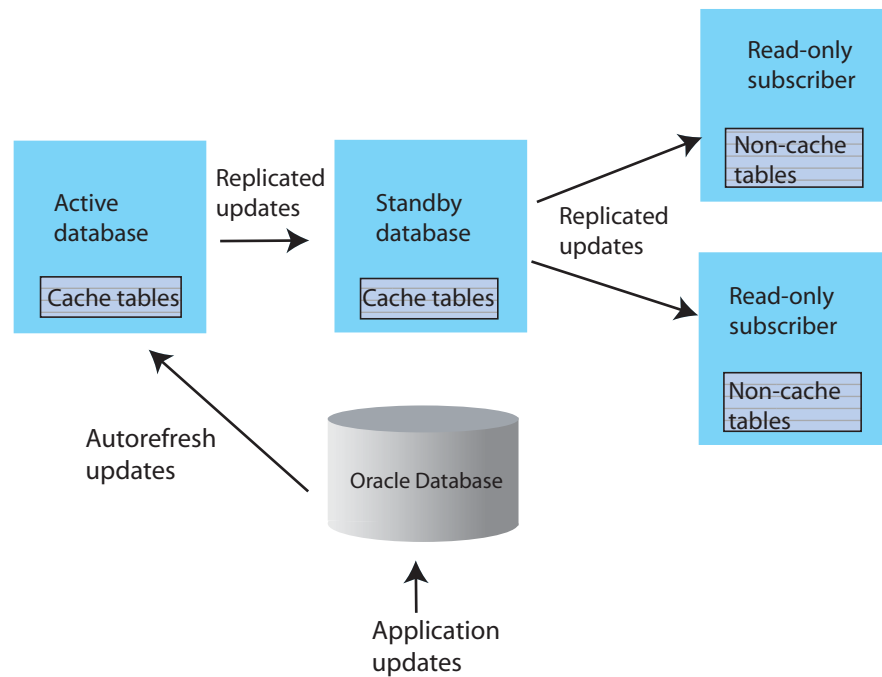 Read-only
subscriber
Non-cache
tables
Active
database
Cache tables
Replicated
updates
Standby
database
Cache tables
Replicated
updates
Read-only
subscriber
Non-cache
tables
Autorefresh
updates
Oracle Database
Application
updates